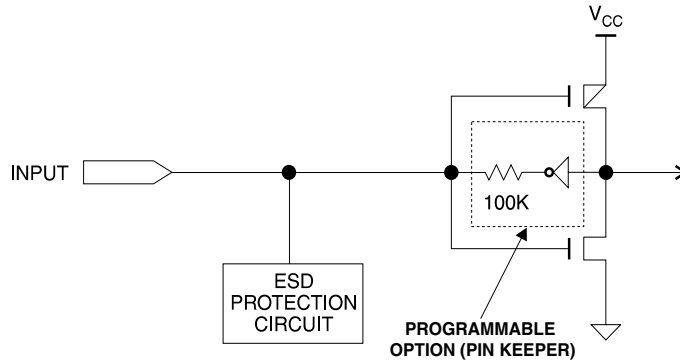 V_CC
INPUT
100K
ESD
PROTECTION
CIRCUIT
PROGRAMMABLE
OPTION (PIN KEEPER)